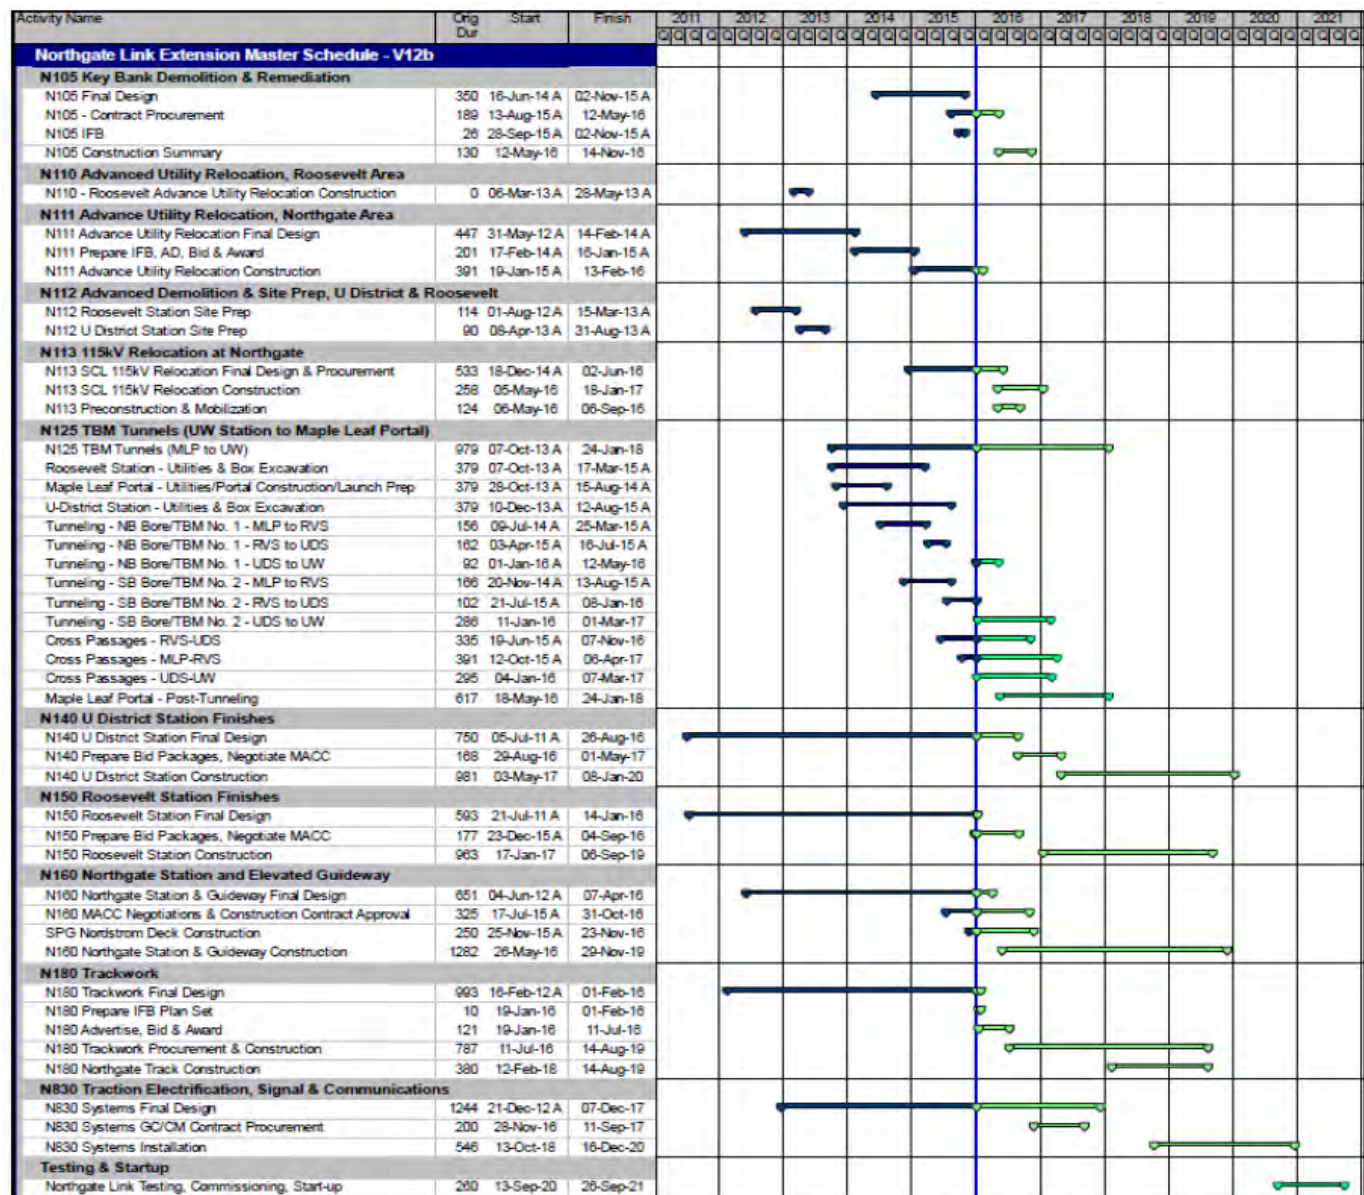 Activity Name Orig Dur Start Finish 2011 2012 2013 2014 2015 2016 2017 2018 2019 2020 2021
Q Q Q Q Q Q Q Q Q Q Q Q Q Q Q Q Q Q Q Q Q Q Q Q Q Q Q Q Q Q Q Q Q Q Q Q Q Q Q Q Q Q Q Q
Northgate Link Extension Master Schedule - V12b
N105 Key Bank Demolition & Remediation
N105 Final Design 350 16-Jun-14 A 02-Nov-15 A
N105 - Contract Procurement 189 13-Aug-15 A 12-May-16
N105 IFB 26 28-Sep-15 A 02-Nov-15 A
N105 Construction Summary 130 12-May-16 14-Nov-16
N110 Advanced Utility Relocation, Roosevelt Area
N110 - Roosevelt Advance Utility Relocation Construction 0 06-Mar-13 A 28-May-13 A
N111 Advance Utility Relocation, Northgate Area
N111 Advance Utility Relocation Final Design 447 31-May-12 A 14-Feb-14 A
N111 Prepare IFB, AD, Bid & Award 201 17-Feb-14 A 16-Jan-15 A
N111 Advance Utility Relocation Construction 391 19-Jan-15 A 13-Feb-16
N112 Advanced Demolition & Site Prep, U District & Roosevelt
N112 Roosevelt Station Site Prep 114 01-Aug-12 A 15-Mar-13 A
N112 U District Station Site Prep 90 08-Apr-13 A 31-Aug-13 A
N113 115kV Relocation at Northgate
N113 SCL 115kV Relocation Final Design & Procurement 533 18-Dec-14 A 02-Jun-16
N113 SCL 115kV Relocation Construction 258 05-May-16 18-Jan-17
N113 Preconstruction & Mobilization 124 06-May-16 06-Sep-16
N125 TBM Tunnels (UW Station to Maple Leaf Portal)
N125 TBM Tunnels (MLP to UW) 979 07-Oct-13 A 24-Jan-18
Roosevelt Station - Utilities & Box Excavation 379 07-Oct-13 A 17-Mar-15 A
Maple Leaf Portal - Utilities/Portal Construction/Launch Prep 379 28-Oct-13 A 15-Aug-14 A
U-District Station - Utilities & Box Excavation 379 10-Dec-13 A 12-Aug-15 A
Tunneling - NB Bore/TBM No. 1 - MLP to RVS 156 09-Jul-14 A 25-Mar-15 A
Tunneling - NB Bore/TBM No. 1 - RVS to UDS 162 03-Apr-15 A 16-Jul-15 A
Tunneling - NB Bore/TBM No. 1 - UDS to UW 92 01-Jan-16 A 12-May-16
Tunneling - SB Bore/TBM No. 2 - MLP to RVS 166 20-Nov-14 A 13-Aug-15 A
Tunneling - SB Bore/TBM No. 2 - RVS to UDS 102 21-Jul-15 A 08-Jan-16
Tunneling - SB Bore/TBM No. 2 - UDS to UW 286 11-Jan-16 01-Mar-17
Cross Passages - RVS-UDS 335 19-Jun-15 A 07-Nov-16
Cross Passages - MLP-RVS 391 12-Oct-15 A 06-Apr-17
Cross Passages - UDS-UW 295 04-Jan-16 07-Mar-17
Maple Leaf Portal - Post-Tunneling 617 18-May-16 24-Jan-18
N140 U District Station Finishes
N140 U District Station Final Design 750 05-Jul-11 A 26-Aug-16
N140 Prepare Bid Packages, Negotiate MACC 168 29-Aug-16 01-May-17
N140 U District Station Construction 981 03-May-17 08-Jan-20
N150 Roosevelt Station Finishes
N150 Roosevelt Station Final Design 593 21-Jul-11 A 14-Jan-16
N150 Prepare Bid Packages, Negotiate MACC 177 23-Dec-15 A 04-Sep-16
N150 Roosevelt Station Construction 963 17-Jan-17 06-Sep-19
N160 Northgate Station and Elevated Guideway
N160 Northgate Station & Guideway Final Design 651 04-Jun-12 A 07-Apr-16
N160 MACC Negotiations & Construction Contract Approval 325 17-Jul-15 A 31-Oct-16
SPG Nordstrom Deck Construction 250 25-Nov-15 A 23-Nov-16
N160 Northgate Station & Guideway Construction 1282 26-May-16 29-Nov-19
N180 Trackwork
N180 Trackwork Final Design 993 16-Feb-12 A 01-Feb-16
N180 Prepare IFB Plan Set 10 19-Jan-16 01-Feb-16
N180 Advertise, Bid & Award 121 19-Jan-16 11-Jul-16
N180 Trackwork Procurement & Construction 787 11-Jul-16 14-Aug-19
N180 Northgate Track Construction 380 12-Feb-18 14-Aug-19
N830 Traction Electrification, Signal & Communications
N830 Systems Final Design 1244 21-Dec-12 A 07-Dec-17
N830 Systems GC/CM Contract Procurement 200 28-Nov-16 11-Sep-17
N830 Systems Installation 546 13-Oct-18 16-Dec-20
Testing & Startup
Northgate Link Testing, Commissioning, Start-up 260 13-Sep-20 26-Sep-21